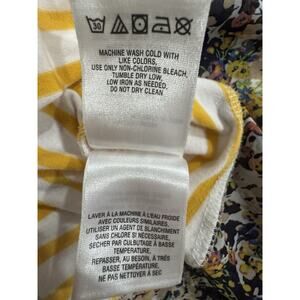 30
MACHINE WASH COLD WITH
LIKE COLORS,
USE ONLY NON-CHLORINE BLEACH,
TUMBLE DRY LOW,
LOW IRON AS NEEDED,
DO NOT DRY CLEAN
LAVER À LA MACHINE À L'EAU FROIDE
AVEC COULEURS SIMILAIRES,
UTILISER UN AGENT DE BLANCHIMENT
SANS CHLORE SI NÉCESSAIRE,
SÉCHER PAR CULBUTAGE À BASSE
TEMPERATURE,
REPASSER, AU BESOIN, À TRÈS
BASSE TEMPÉRATURE,
NE PAS NETTOYER À SEC